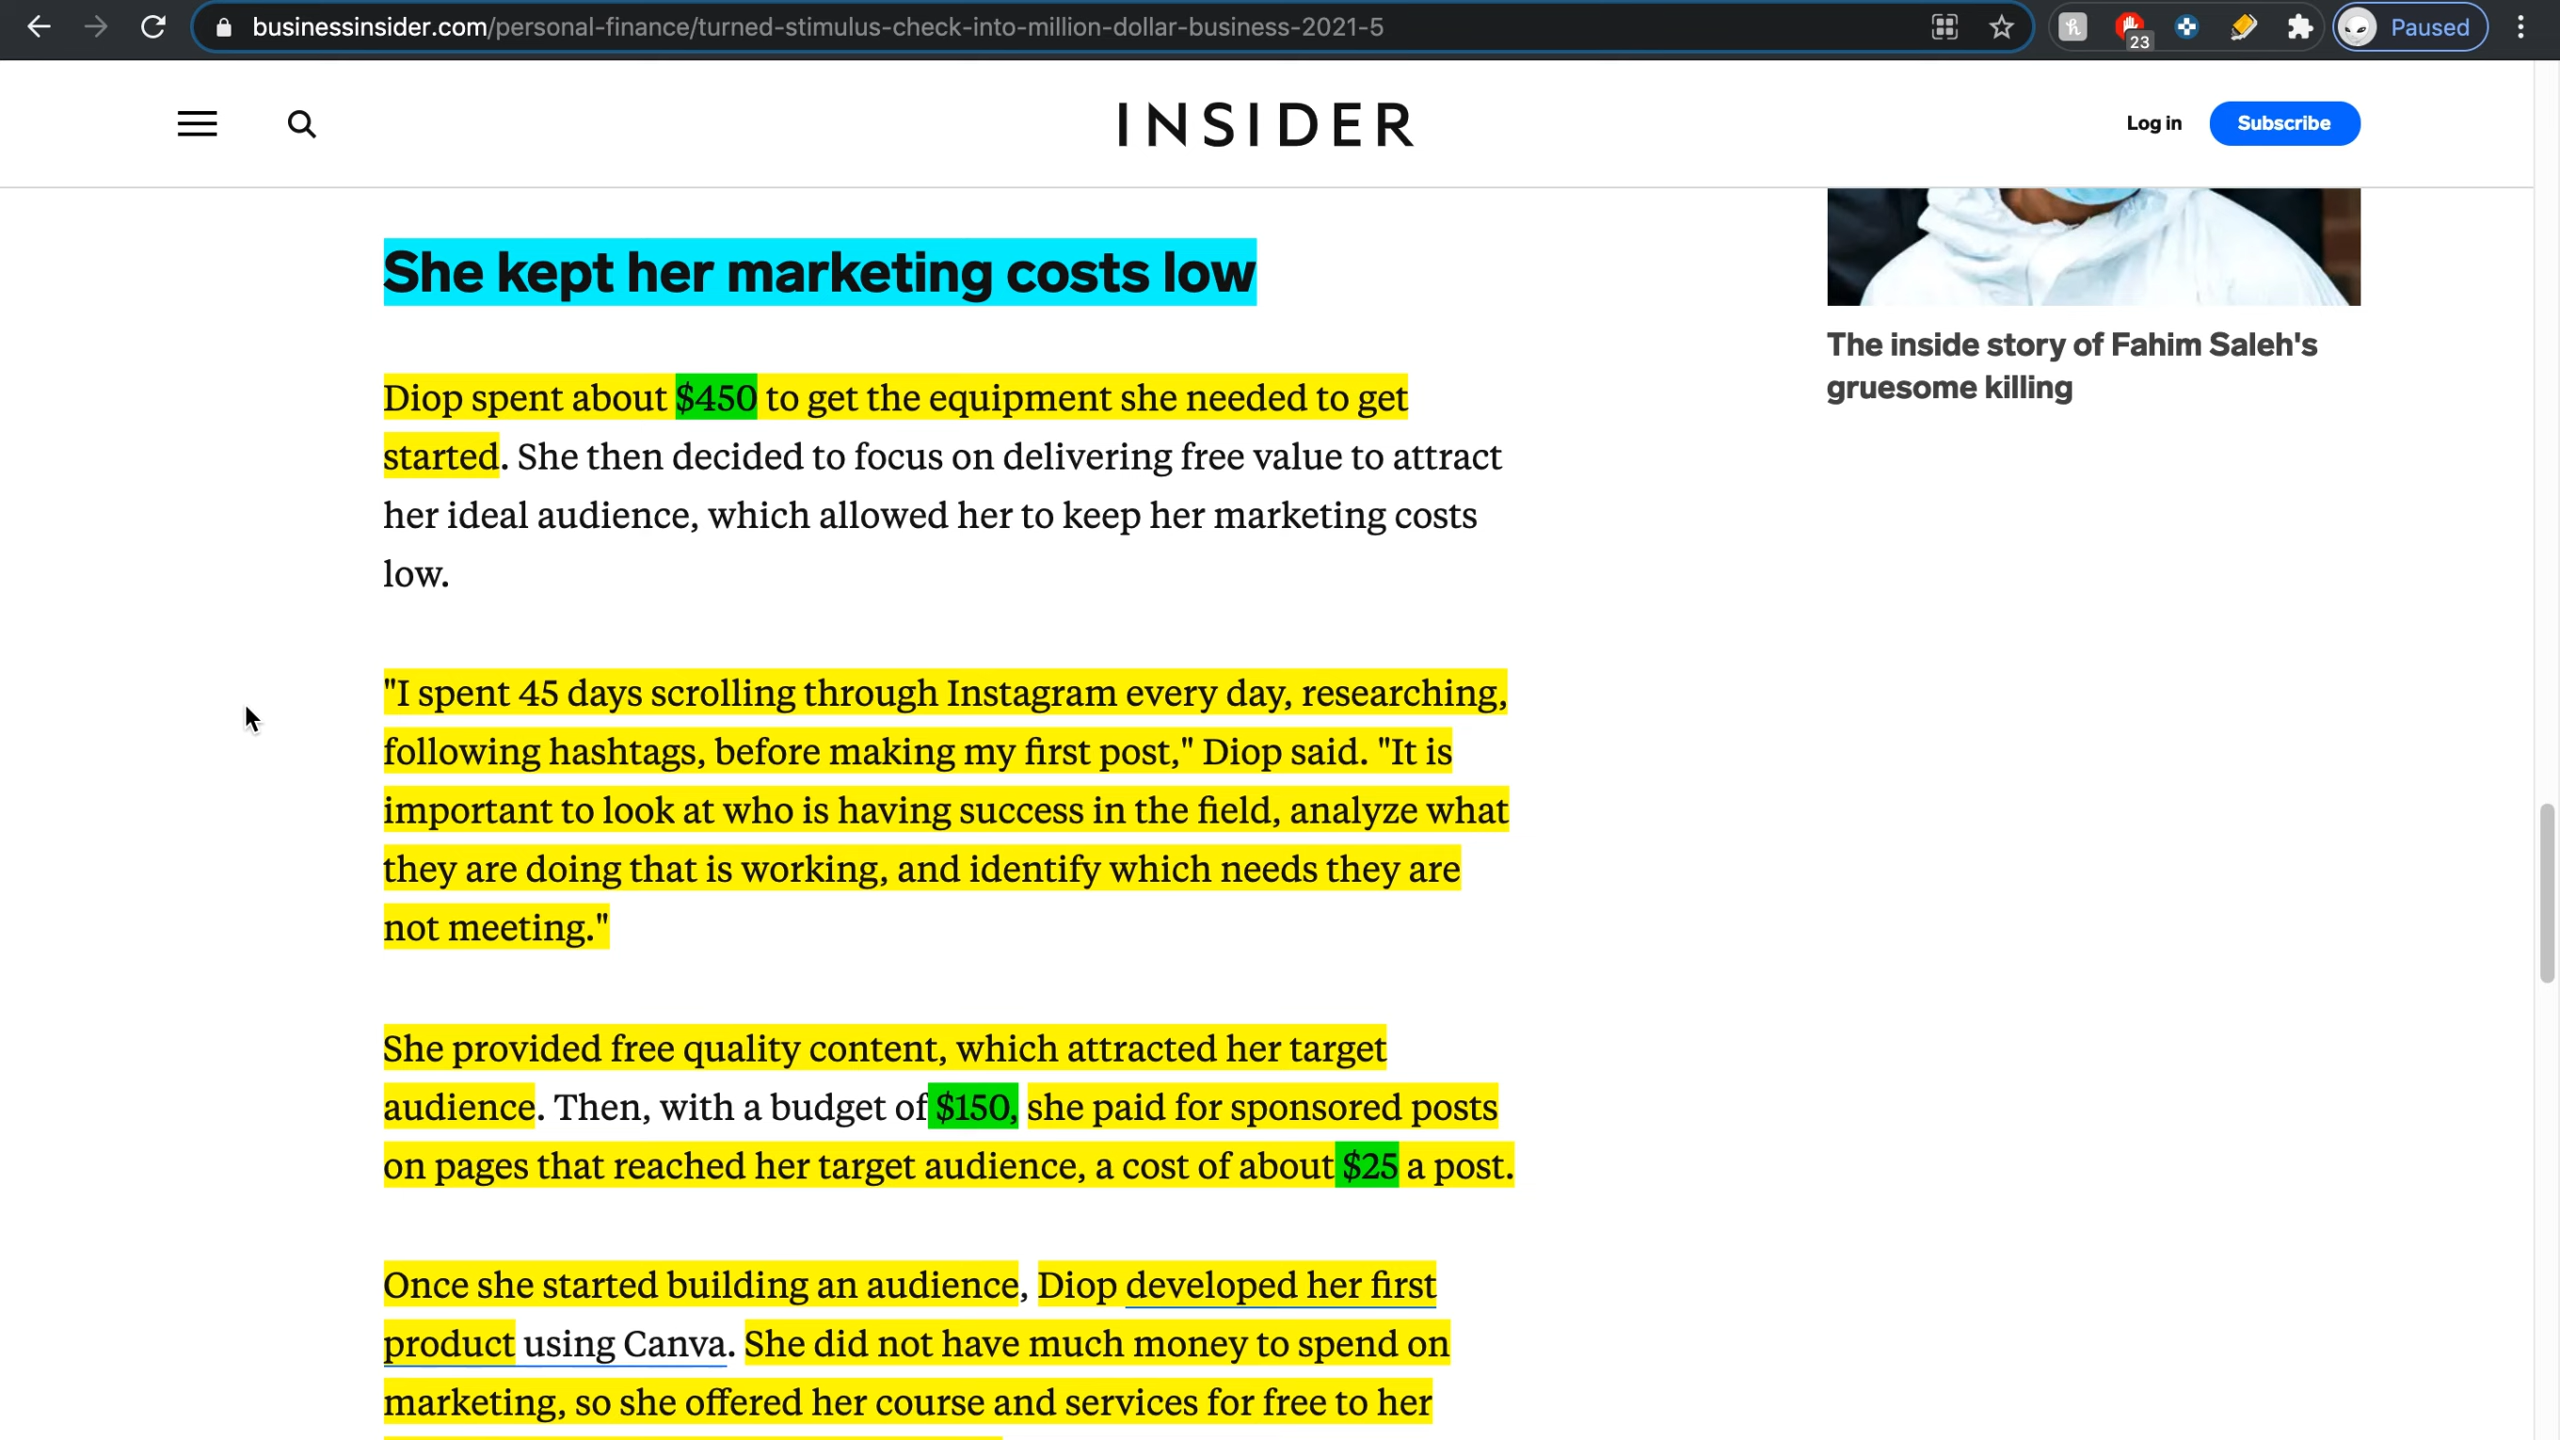 businessinsider.com/personal-finance/turned-stimulus-check-into-million-dollar-business-2021-5
23
Paused
INSIDER
Log in
Subscribe
She kept her marketing costs low
The inside story of Fahim Saleh's
gruesome killing
Diop spent about $450 to get the equipment she needed to get
started. She then decided to focus on delivering free value to attract
her ideal audience, which allowed her to keep her marketing costs
low.
"I spent 45 days scrolling through Instagram every day, researching,
following hashtags, before making my first post," Diop said. "It is
important to look at who is having success in the field, analyze what
they are doing that is working, and identify which needs they are
not meeting."
She provided free quality content, which attracted her target
audience. Then, with a budget of $150, she paid for sponsored posts
on pages that reached her target audience, a cost of about $25 a post.
Once she started building an audience, Diop developed her first
product using Canva. She did not have much money to spend on
marketing, so she offered her course and services for free to her